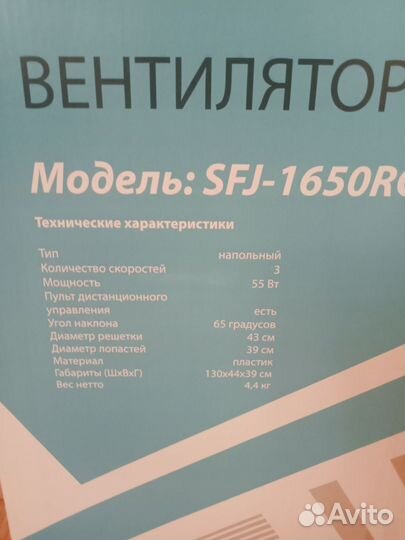 ВЕНТИЛЯТОР
Модель: SFJ-1650R
Технические характеристики
Тип напольный
Количество скоростей 3
Мощность 55 Вт
Пульт дистанционного
управления есть
Угол наклона 65 градусов
Диаметр решетки 43 см
Диаметр лопастей 39 см
Материал пластик
Габариты (ШхВхГ) 130х44х39 см
Вес нетто 4,4 кг
Avito